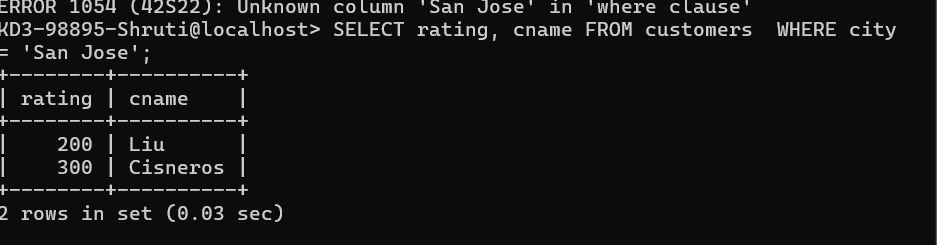 ERROR 1054 (42S22): Unknown column 'San Jose' in 'where clause'
KD3-98895-Shruti@localhost> SELECT rating, cname FROM customers  WHERE city
= 'San Jose';
+--------+----------+
| rating | cname    |
+--------+----------+
|    200 | Liu      |
|    300 | Cisneros |
+--------+----------+
2 rows in set (0.03 sec)